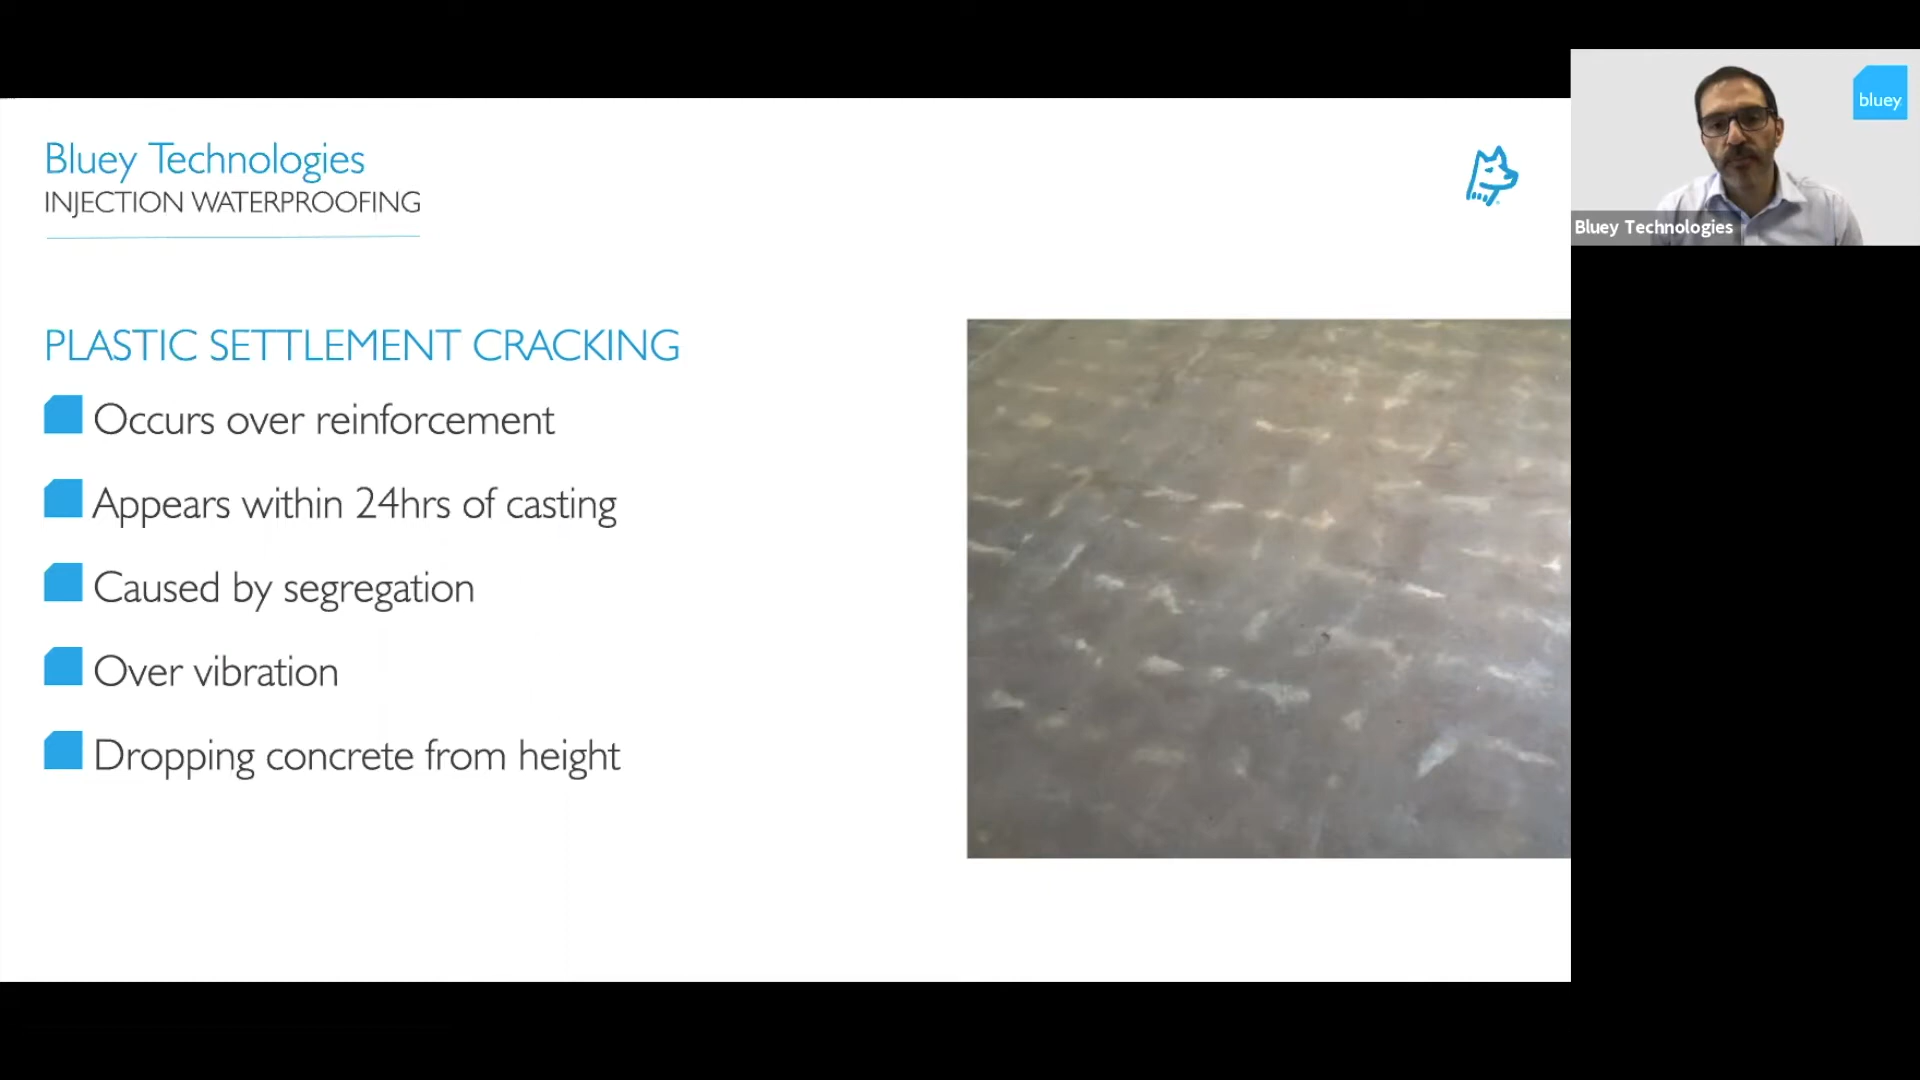 Bluey Technologies
INJECTION WATERPROOFING
PLASTIC SETTLEMENT CRACKING
Occurs over reinforcement
Appears within 24hrs of casting
Caused by segregation
Over vibration
Dropping concrete from height
bluey
Bluey Technologies